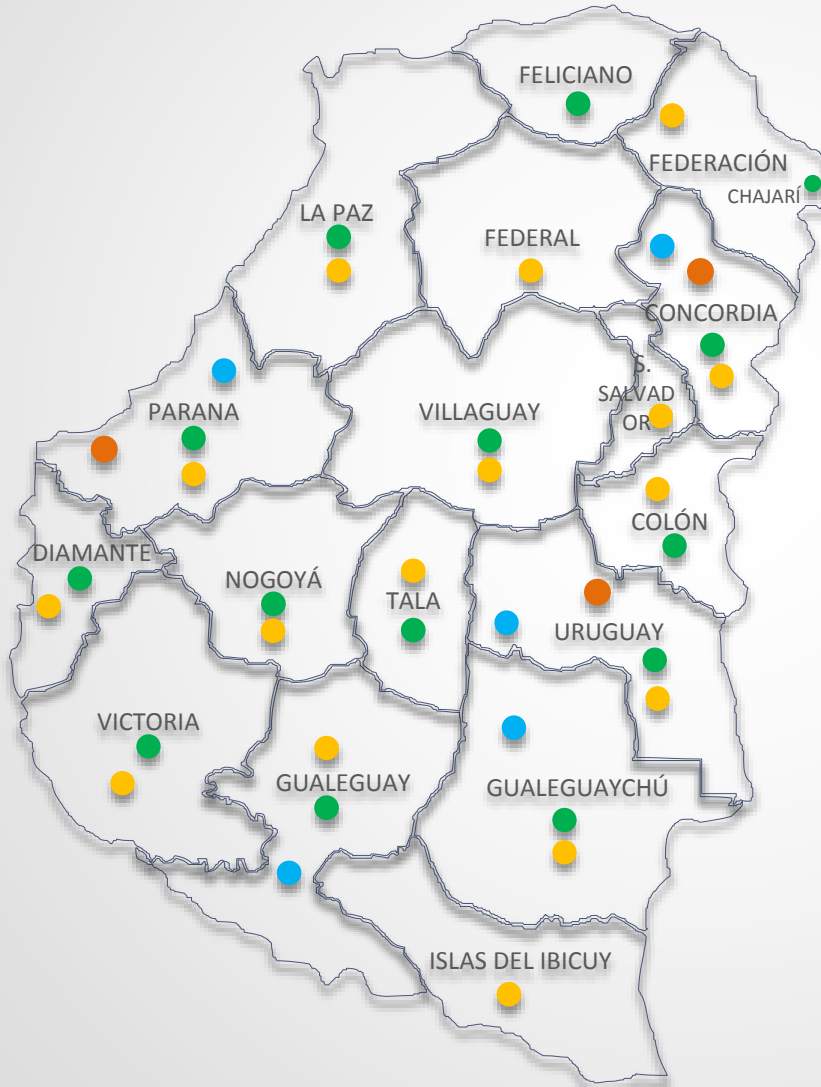 FELICIANO
FEDERACIÓN
CHAJARÍ
LA PAZ
FEDERAL
CONCORDIA
S.
SALVAD
OR
PARANA
VILLAGUAY
COLÓN
DIAMANTE
NOGOYÁ
TALA
URUGUAY
VICTORIA
GUALEGUAY
GUALEGUAYCHÚ
ISLAS DEL IBICUY